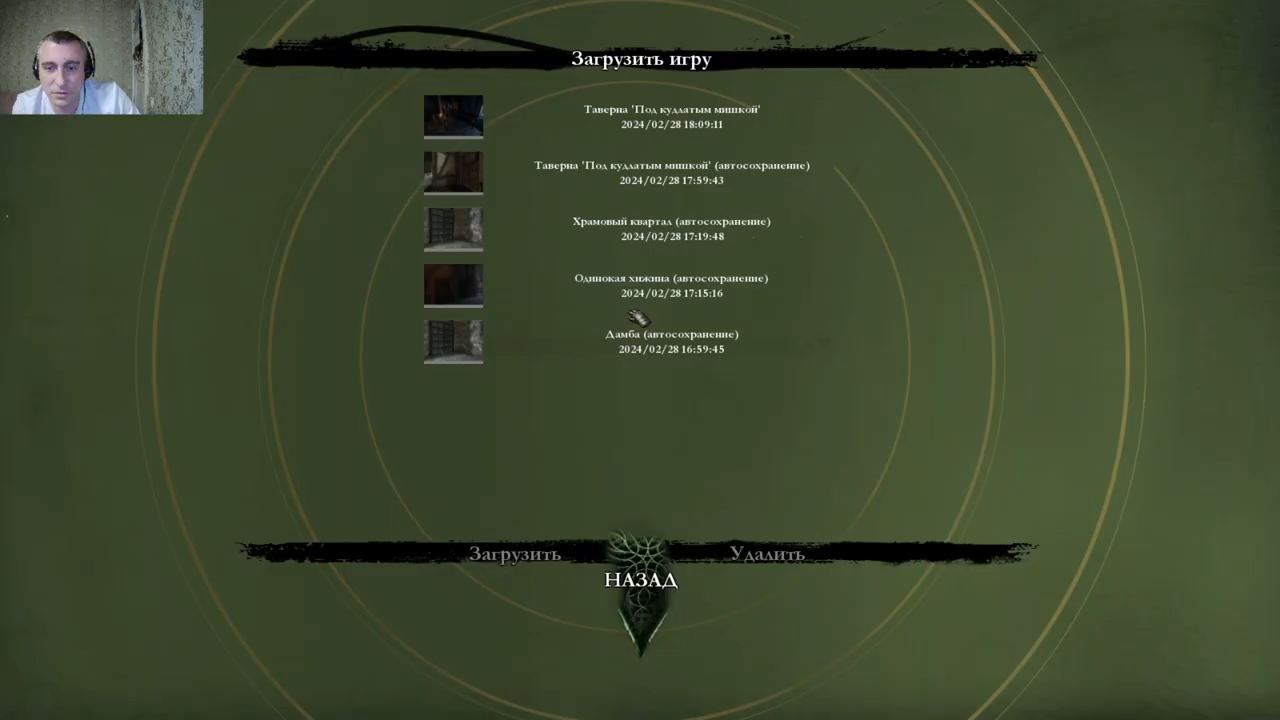 Загрузить игру
Таверна 'Под кудлатым мишкой'
2024/02/28 18:09:11
Таверна 'Под кудлатым мишкой' (автосохранение)
2024/02/28 17:59:43
Храмовый квартал (автосохранение)
2024/02/28 17:19:48
Одинокая хижина (автосохранение)
2024/02/28 17:15:16
Дамба (автосохранение)
2024/02/28 16:59:45
Загрузить
Удалить
НАЗАД